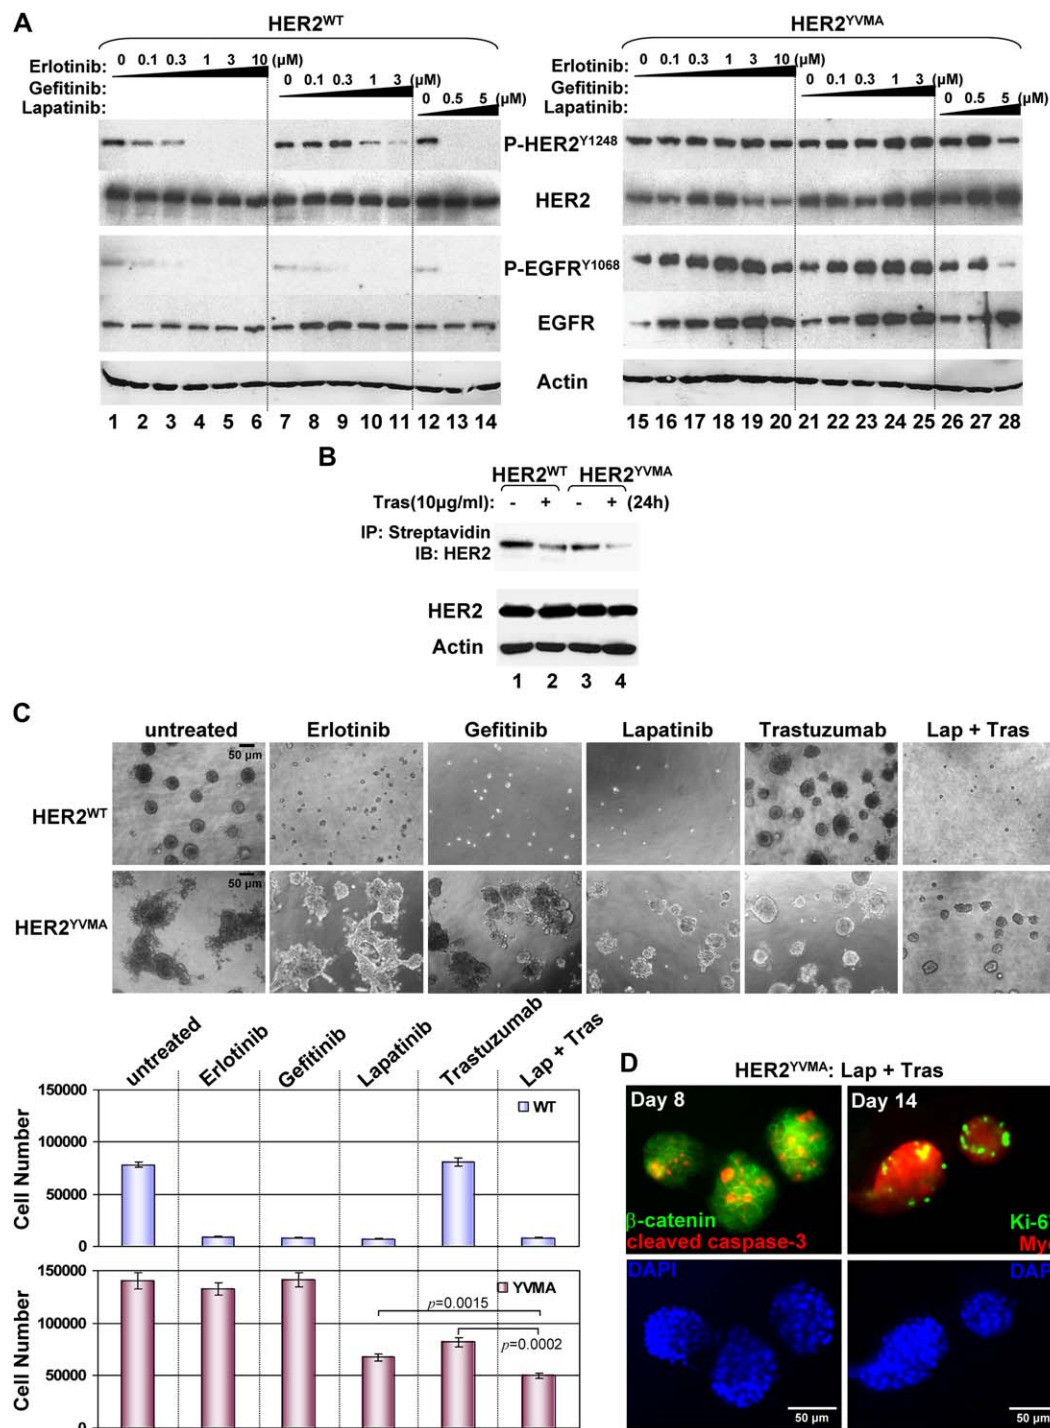 A
HER2WT
HER2YVMA
Erlotinib: 0 0.1 0.3 1 3 10 (μM)
Gefitinib: 0 0.1 0.3 1 3 (μM)
Lapatinib: 0 0.5 5 (μM)
Erlotinib: 0 0.1 0.3 1 3 10 (μM)
Gefitinib: 0 0.1 0.3 1 3 (μM)
Lapatinib: 0 0.5 5 (μM)
P-HER2Y1248
HER2
P-EGFRY1068
EGFR
Actin
1 2 3 4 5 6 7 8 9 10 11 12 13 14
15 16 17 18 19 20 21 22 23 24 25 26 27 28
B
HER2WT HER2YVMA
Tras(10μg/ml): - + - + (24h)
IP: Streptavidin
IB: HER2
HER2
Actin
1 2 3 4
C
untreated Erlotinib Gefitinib Lapatinib Trastuzumab Lap + Tras
50 μm
HER2WT
50 μm
HER2YVMA
untreated Erlotinib Gefitinib Lapatinib Trastuzumab Lap + Tras
Cell Number
150000
100000
50000
0
WT
Cell Number
150000
100000
50000
0
YVMA
p=0.0015
p=0.0002
D
HER2YVMA: Lap + Tras
Day 8
Day 14
β-catenin
cleaved caspase-3
Ki-67
Myc
DAPI
DAPI
50 μm
50 μm